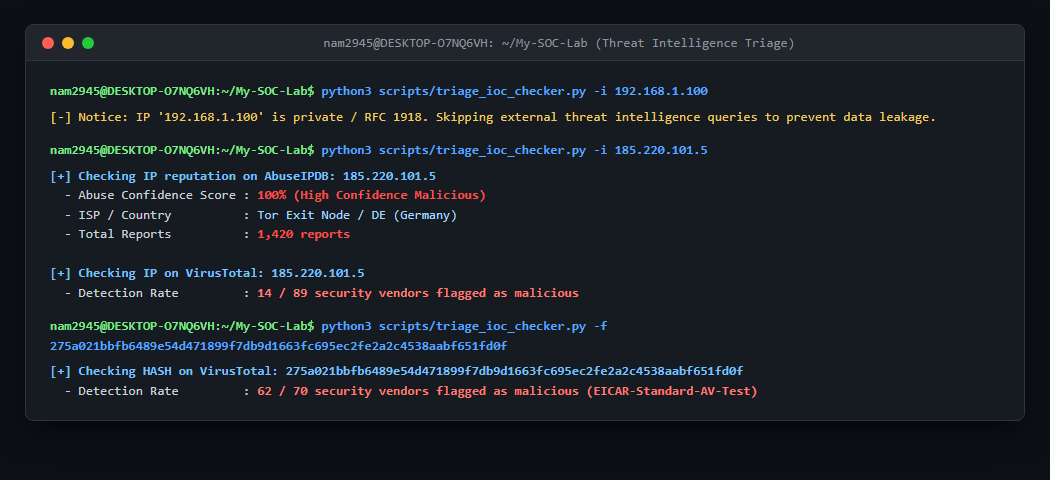 nam2945@DESKTOP-O7NQ6VH: ~/My-SOC-Lab (Threat Intelligence Triage)
nam2945@DESKTOP-O7NQ6VH:~/My-SOC-Lab$ python3 scripts/triage_ioc_checker.py -i 192.168.1.100
[-] Notice: IP '192.168.1.100' is private / RFC 1918. Skipping external threat intelligence queries to prevent data leakage.
nam2945@DESKTOP-O7NQ6VH:~/My-SOC-Lab$ python3 scripts/triage_ioc_checker.py -i 185.220.101.5
[+] Checking IP reputation on AbuseIPDB: 185.220.101.5
- Abuse Confidence Score : 100% (High Confidence Malicious)
- ISP / Country : Tor Exit Node / DE (Germany)
- Total Reports : 1,420 reports
[+] Checking IP on VirusTotal: 185.220.101.5
- Detection Rate : 14 / 89 security vendors flagged as malicious
nam2945@DESKTOP-O7NQ6VH:~/My-SOC-Lab$ python3 scripts/triage_ioc_checker.py -f
275a021bbfb6489e54d471899f7db9d1663fc695ec2fe2a2c4538aabf651fd0f
[+] Checking HASH on VirusTotal: 275a021bbfb6489e54d471899f7db9d1663fc695ec2fe2a2c4538aabf651fd0f
- Detection Rate : 62 / 70 security vendors flagged as malicious (EICAR-Standard-AV-Test)